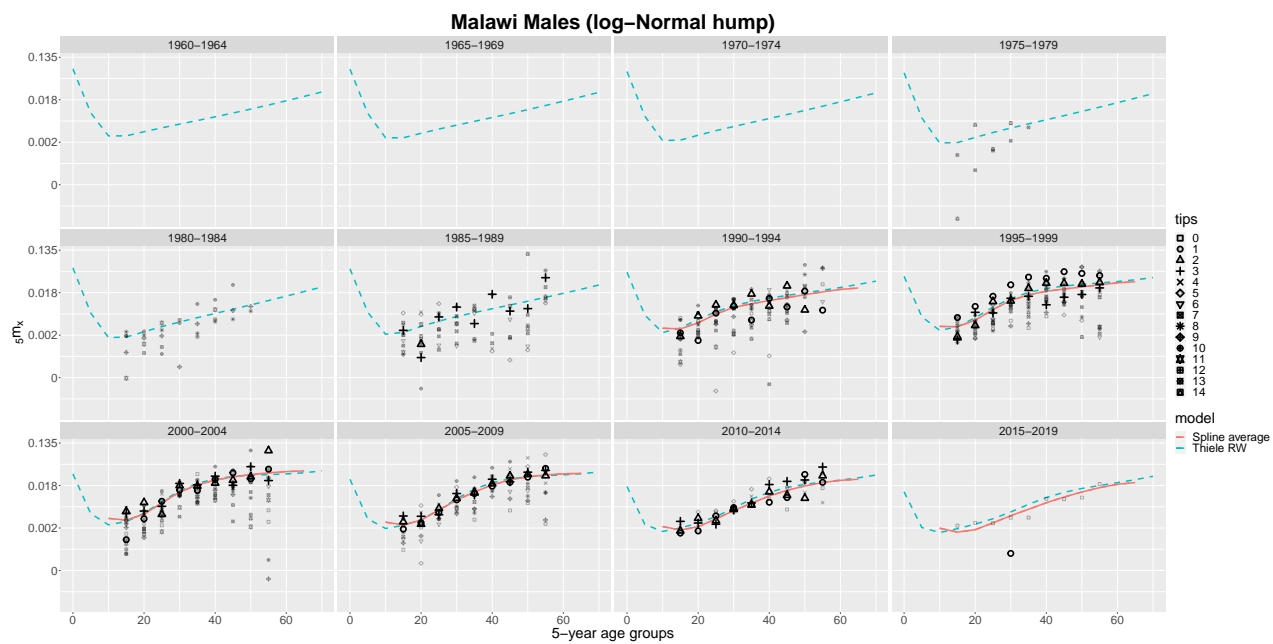 Malawi Males (log−Normal hump)
1960−1964 1965−1969 1970−1974 1975−1979
0.135
0.018
0.002
0
1980−1984 1985−1989 1990−1994 1995−1999
0.135
0.018
0.002
0
2000−2004 2005−2009 2010−2014 2015−2019
0.135
0.018
0.002
0
0 20 40 60 0 20 40 60 0 20 40 60 0 20 40 60
5−year age groups
5mx
tips
0
1
2
3
4
5
6
7
8
9
10
11
12
13
14
model
Spline average
Thiele RW